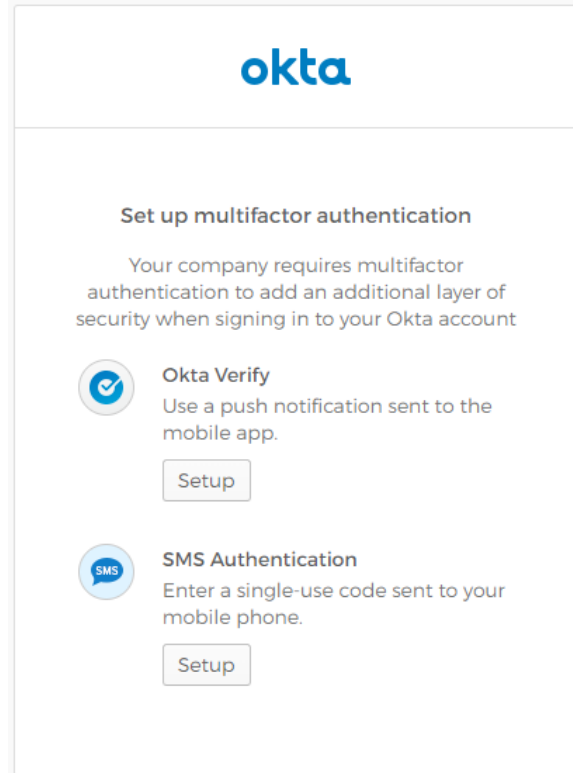 okta
Set up multifactor authentication
Your company requires multifactor
authentication to add an additional layer of
security when signing in to your Okta account
Okta Verify
Use a push notification sent to the
mobile app.
Setup
SMS
SMS Authentication
Enter a single-use code sent to your
mobile phone.
Setup